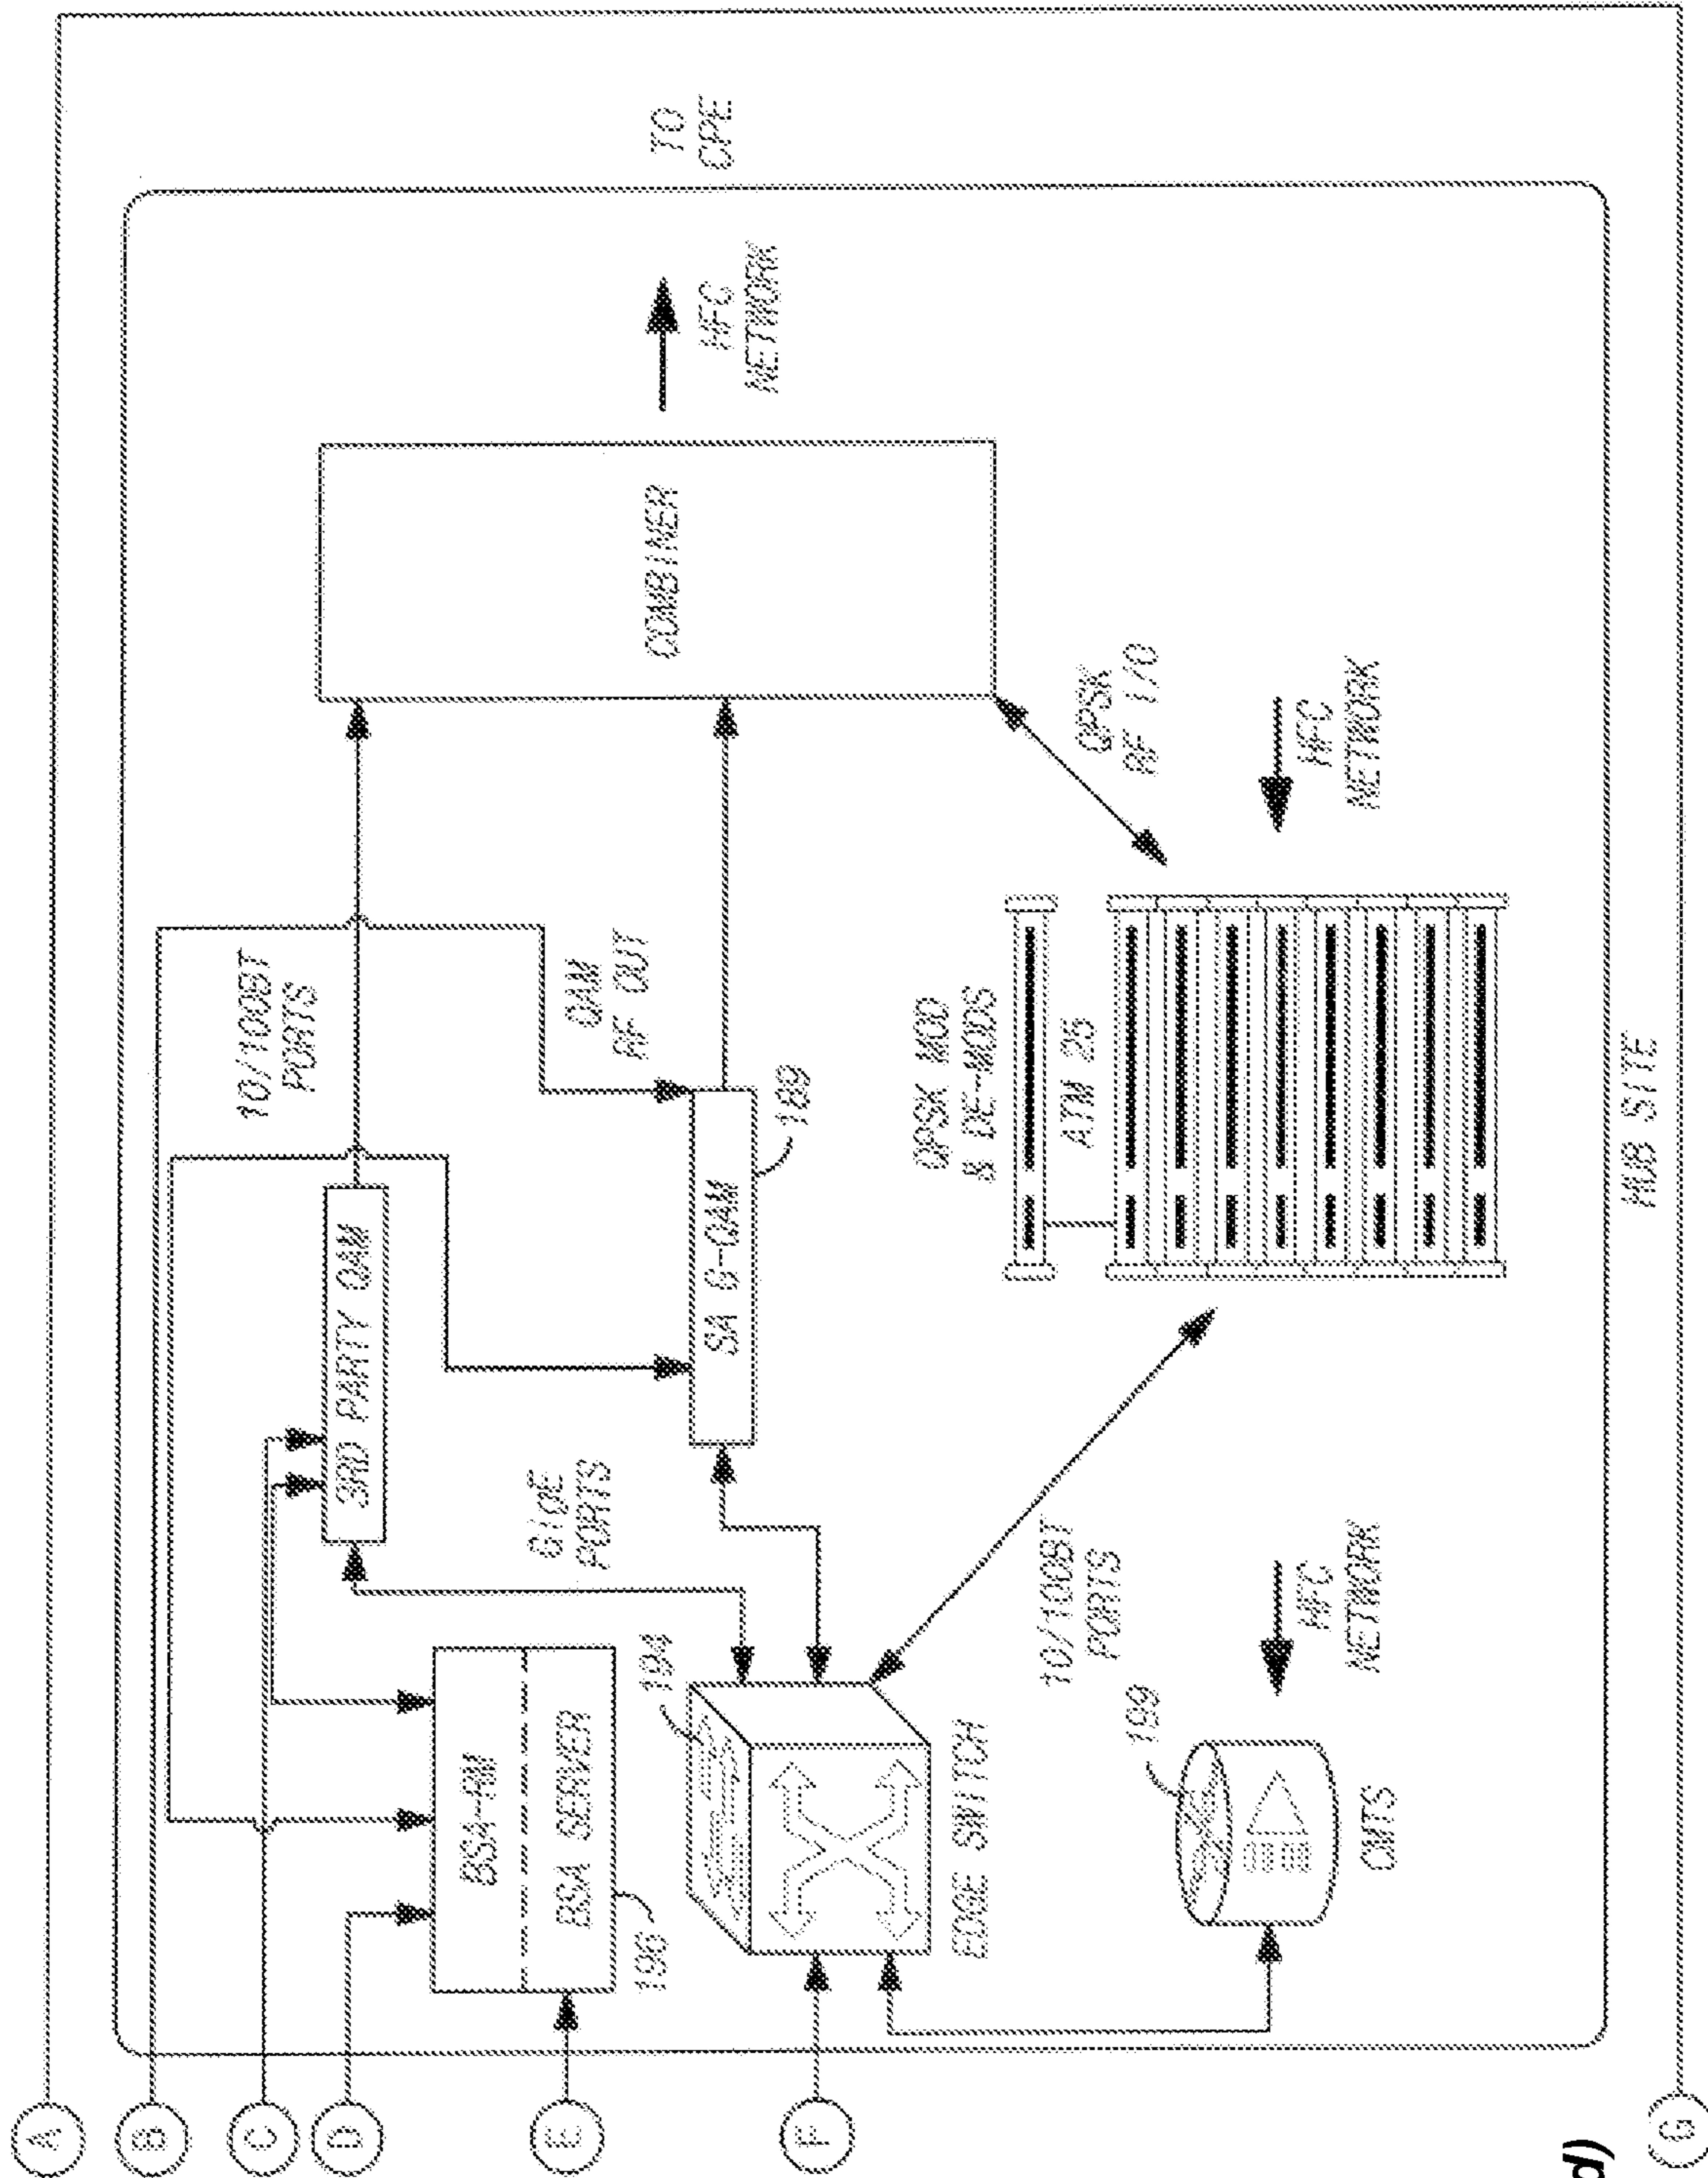 A
B
C
D
E
F
G
TO
CPE
HFC
NETWORK
COMBINER
10/100BT
PORTS
QAM
RF OUT
3RD PARTY QAM
SA G-QAM
189
GigE
PORTS
BSA-RM
BSA SERVER
196
194
EDGE SWITCH
QPSK
RF I/O
QPSK MOD
& DE-MODS
ATM 25
HFC
NETWORK
10/100BT
PORTS
199
CMTS
HFC
NETWORK
HUB SITE
d)